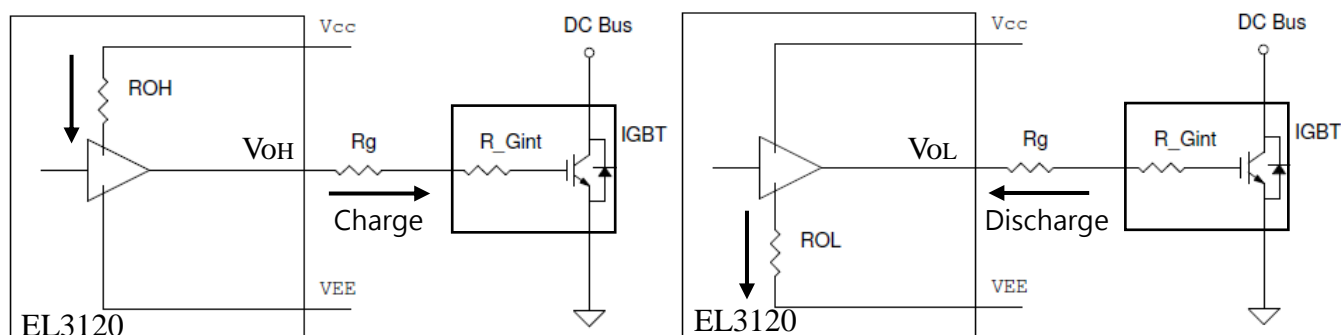 Vcc
DC Bus
ROH
VOH
Rg
R_Gint
IGBT
Charge
VEE
EL3120
Vcc
DC Bus
VOL
Rg
R_Gint
IGBT
ROL
Discharge
VEE
EL3120